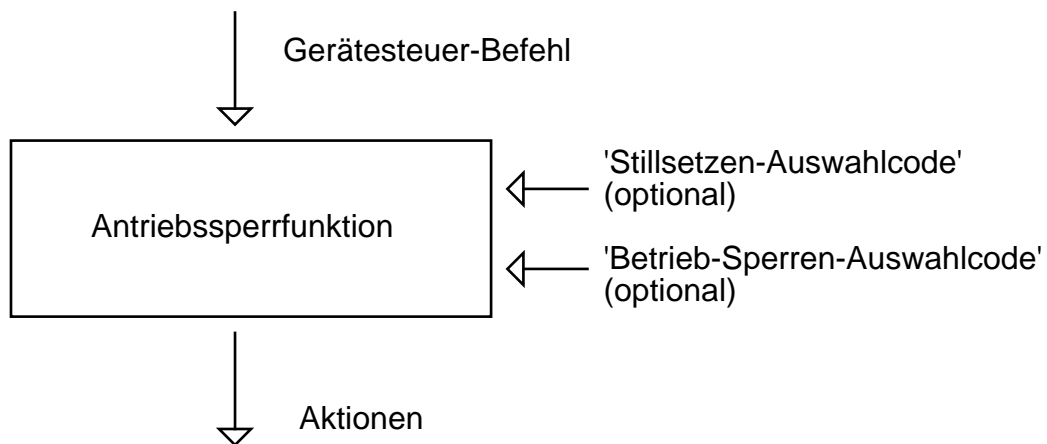 Gerätesteuer-Befehl
'Stillsetzen-Auswahlcode'
(optional)
Antriebssperrfunktion
'Betrieb-Sperren-Auswahlcode'
(optional)
Aktionen